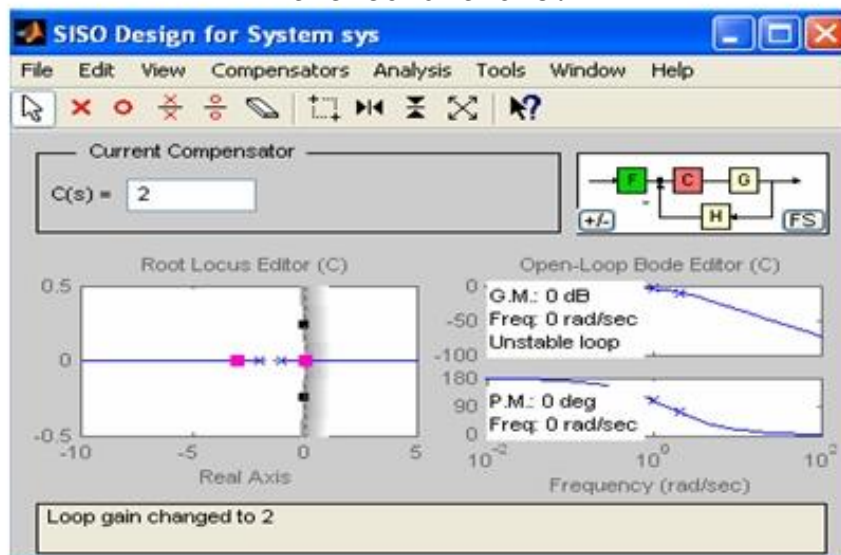 SISO Design for System sys
File Edit View Compensators Analysis Tools Window Help
Current Compensator
C(s) = 2
F C G
H
+/- FS
Root Locus Editor (C)
0.5
0
-0.5
-10 -5 0 5
Real Axis
Open-Loop Bode Editor (C)
0
-50
-100
G.M.: 0 dB
Freq: 0 rad/sec
Unstable loop
180
90
0
P.M.: 0 deg
Freq: 0 rad/sec
10^-2 10^0 10^2
Frequency (rad/sec)
Loop gain changed to 2